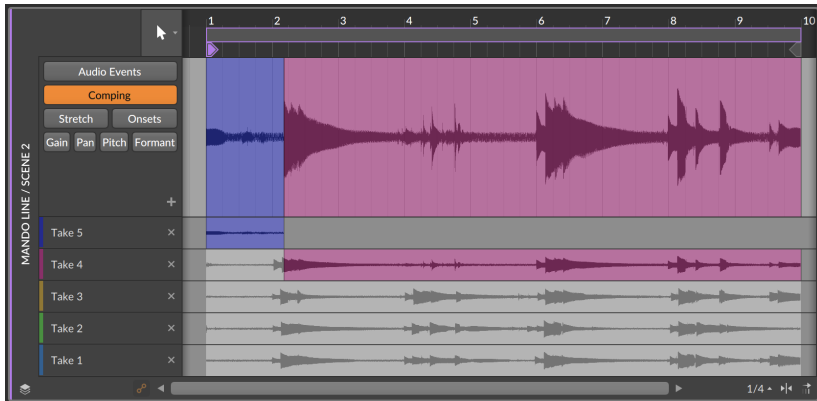 1 2 3 4 5 6 7 8 9 10
Audio Events
Comping
Stretch Onsets
Gain Pan Pitch Formant
+
MANDO LINE / SCENE 2
Take 5 ×
Take 4 ×
Take 3 ×
Take 2 ×
Take 1 ×
1/4